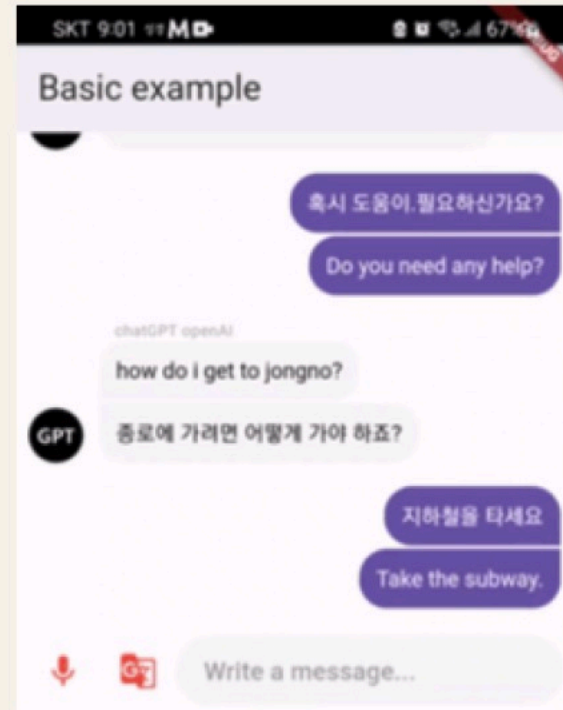 SKT 9:01 M
67%
Basic example
혹시 도움이.필요하신가요?
Do you need any help?
chatGPT openAI
how do i get to jongno?
GPT
종로에 가려면 어떻게 가야 하죠?
지하철을 타세요
Take the subway.
Write a message...